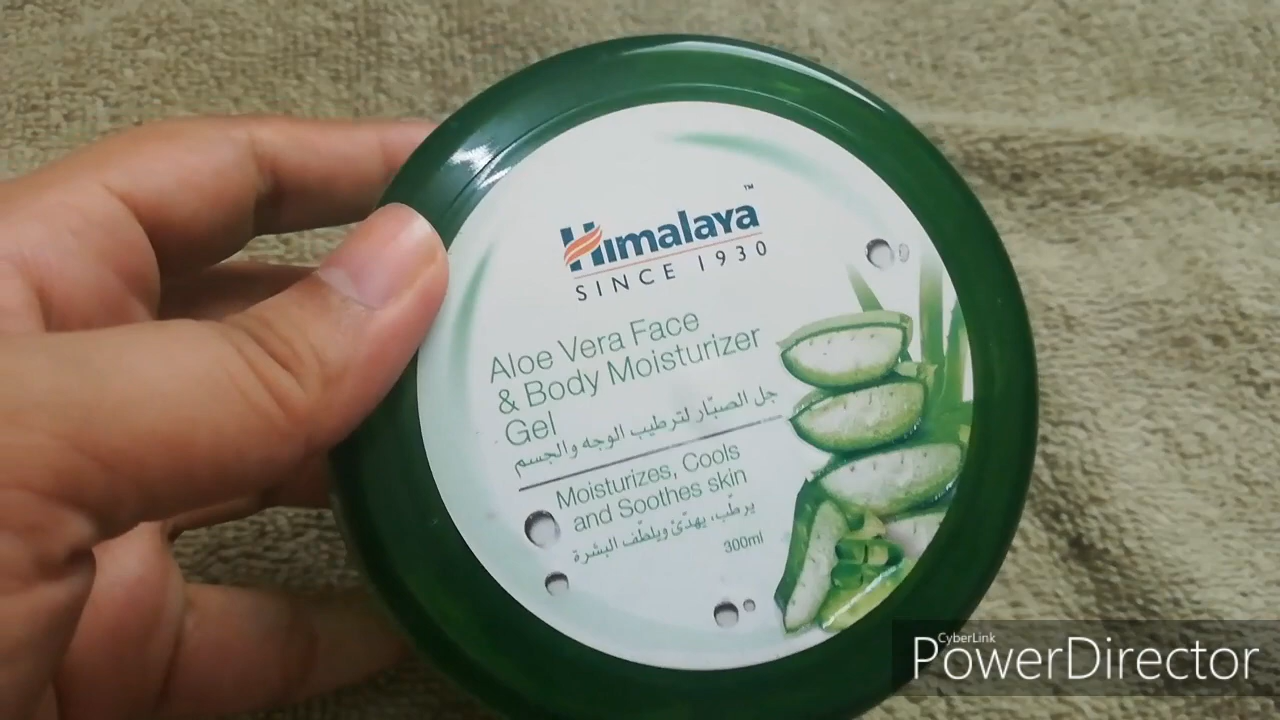 Himalaya™
SINCE 1930
Aloe Vera Face
& Body Moisturizer
Gel
جل الصبّار لترطيب الوجه والجسم
Moisturizes, Cools
and Soothes skin
يرطّب، يهدّئ ويلطّف البشرة
300ml
CyberLink
PowerDirector